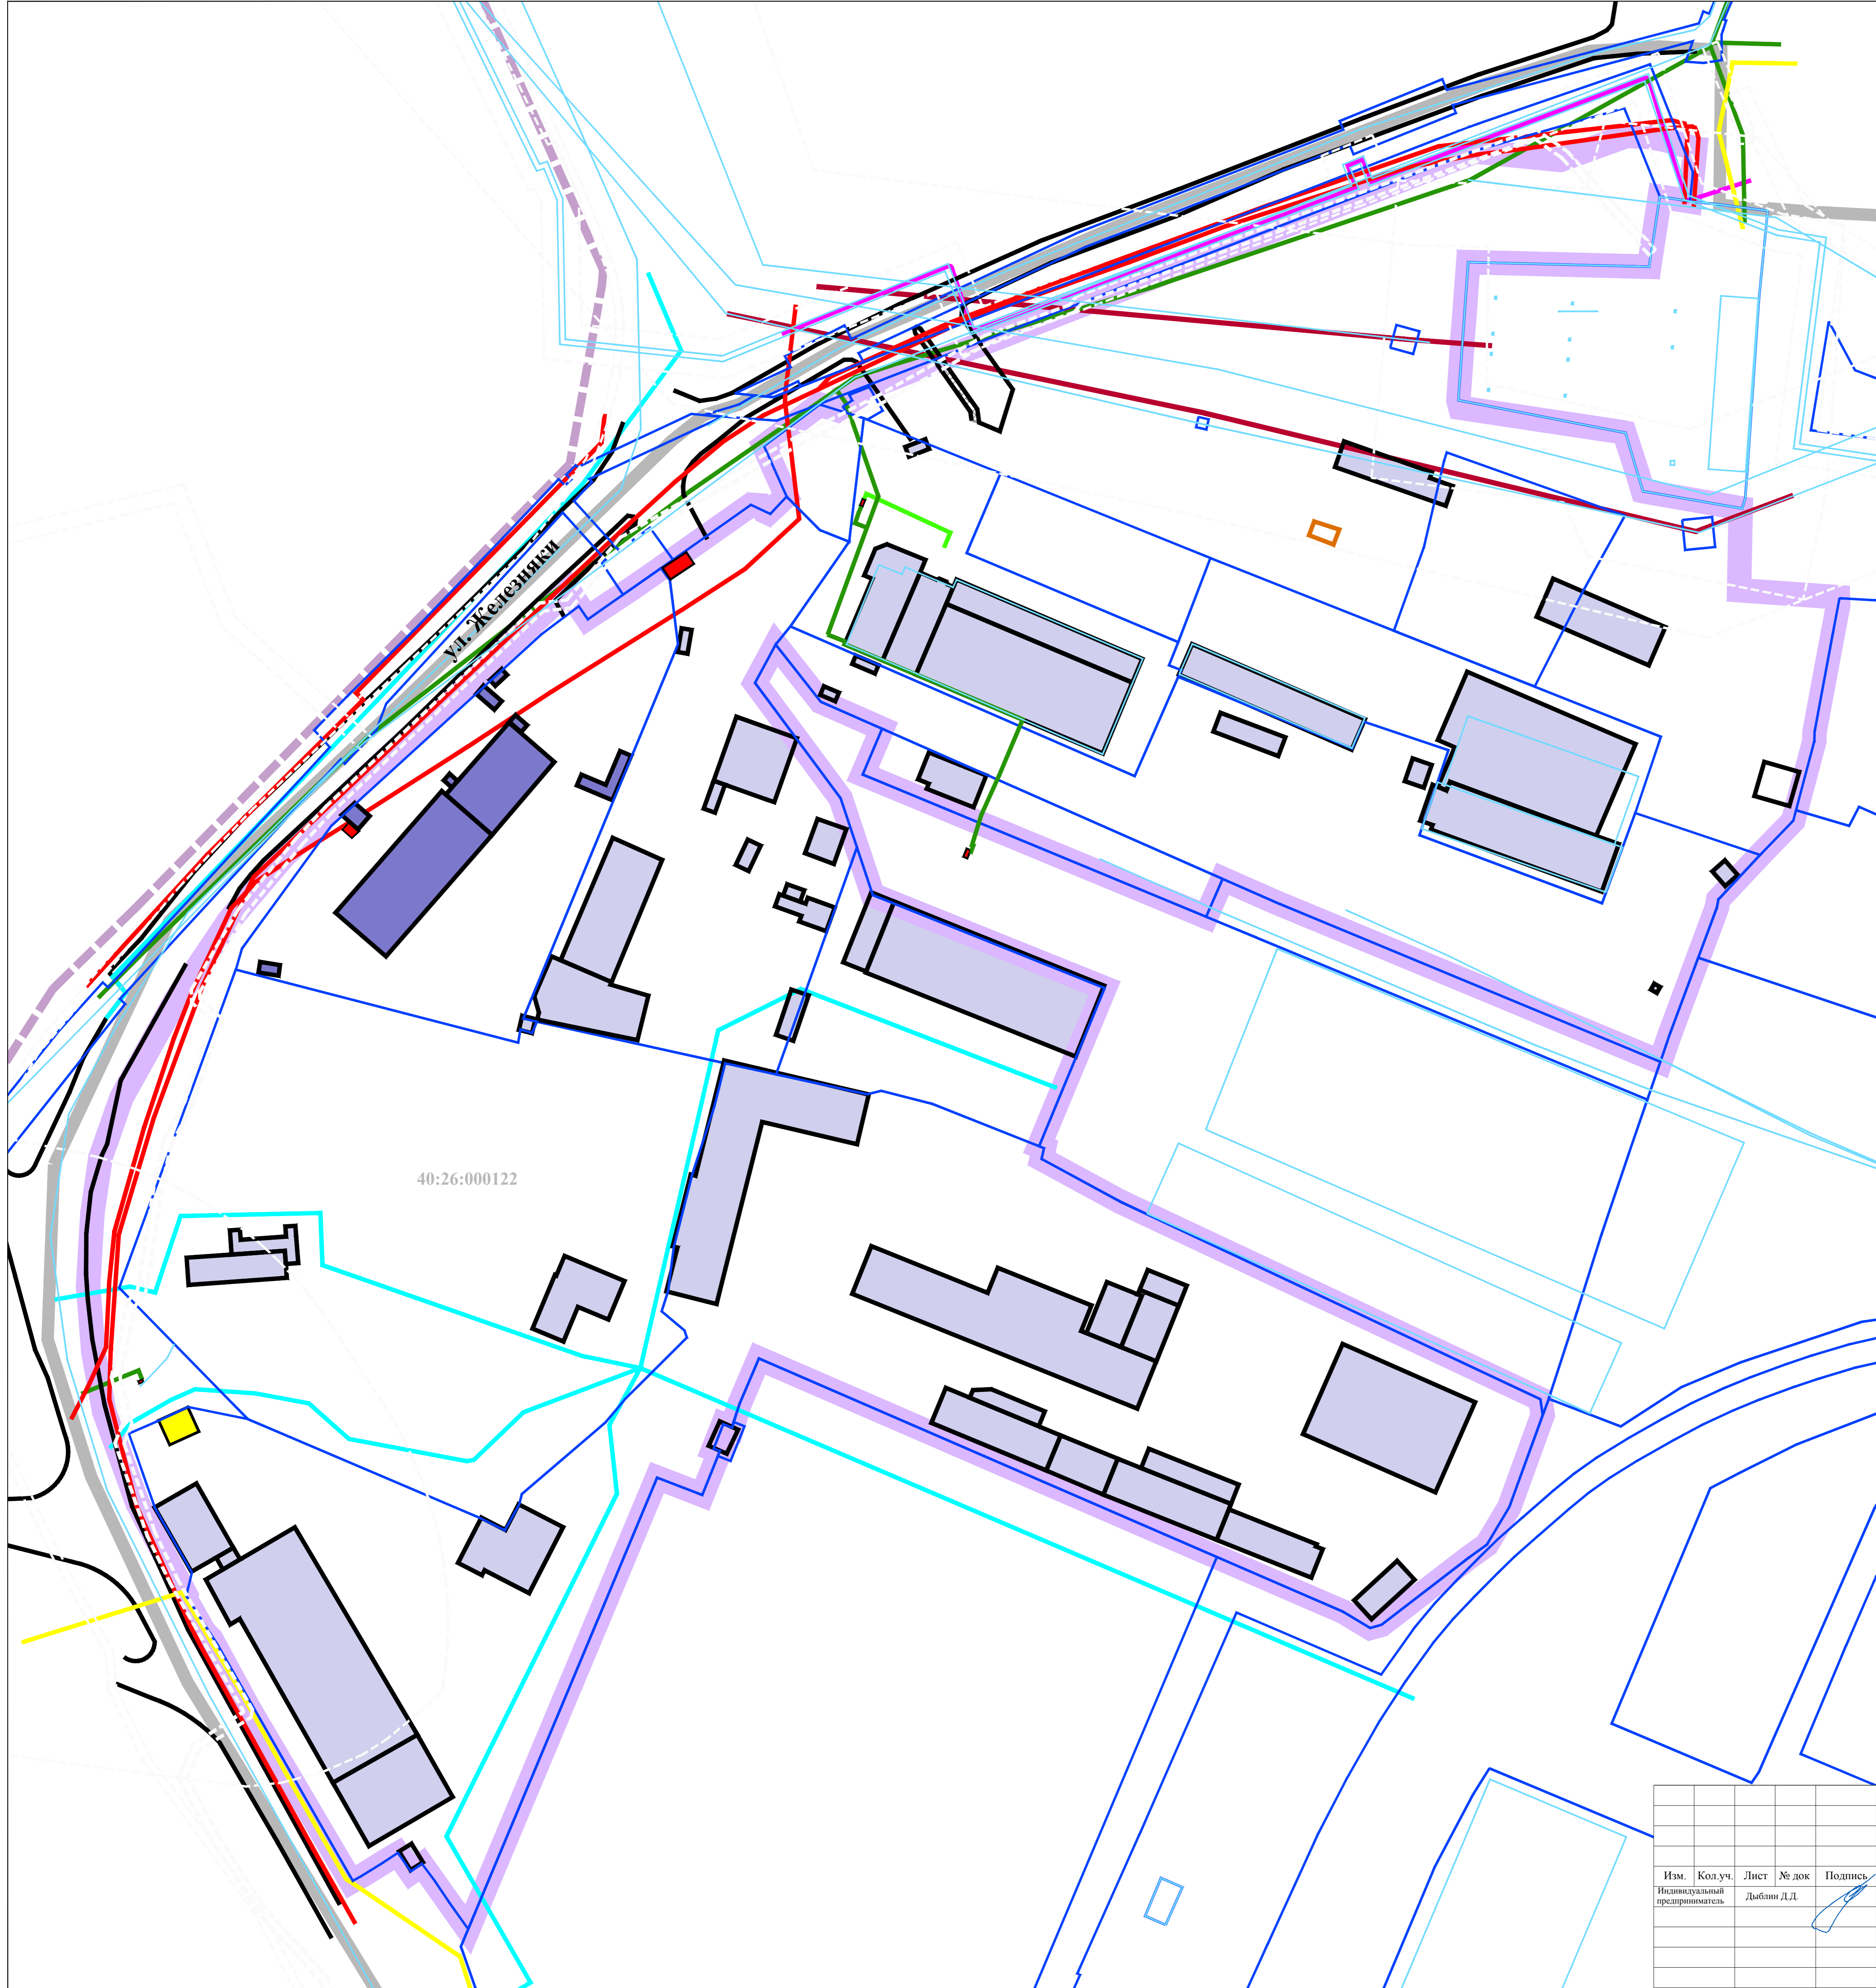 ул. Железняки
40:26:000122
Изм. Кол.уч. Лист № док Подпись
Индивидуальный
предприниматель Дыблин Д.Д.